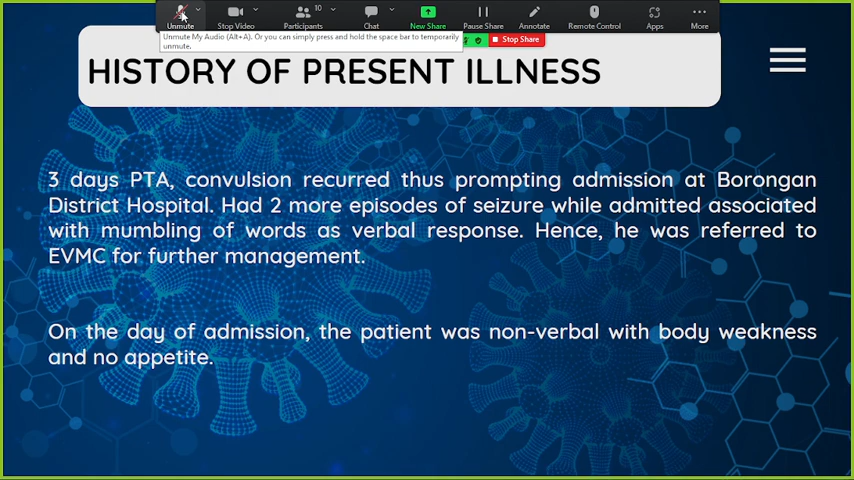 10
Unmute
Stop Video
Participants
Chat
New Share
Pause Share
Annotate
Remote Control
Apps
More
Unmute My Audio (Alt+A). Or you can simply press and hold the space bar to temporarily
unmute.
Stop Share
HISTORY OF PRESENT ILLNESS
3 days PTA, convulsion recurred thus prompting admission at Borongan
District Hospital. Had 2 more episodes of seizure while admitted associated
with mumbling of words as verbal response. Hence, he was referred to
EVMC for further management.
On the day of admission, the patient was non-verbal with body weakness
and no appetite.